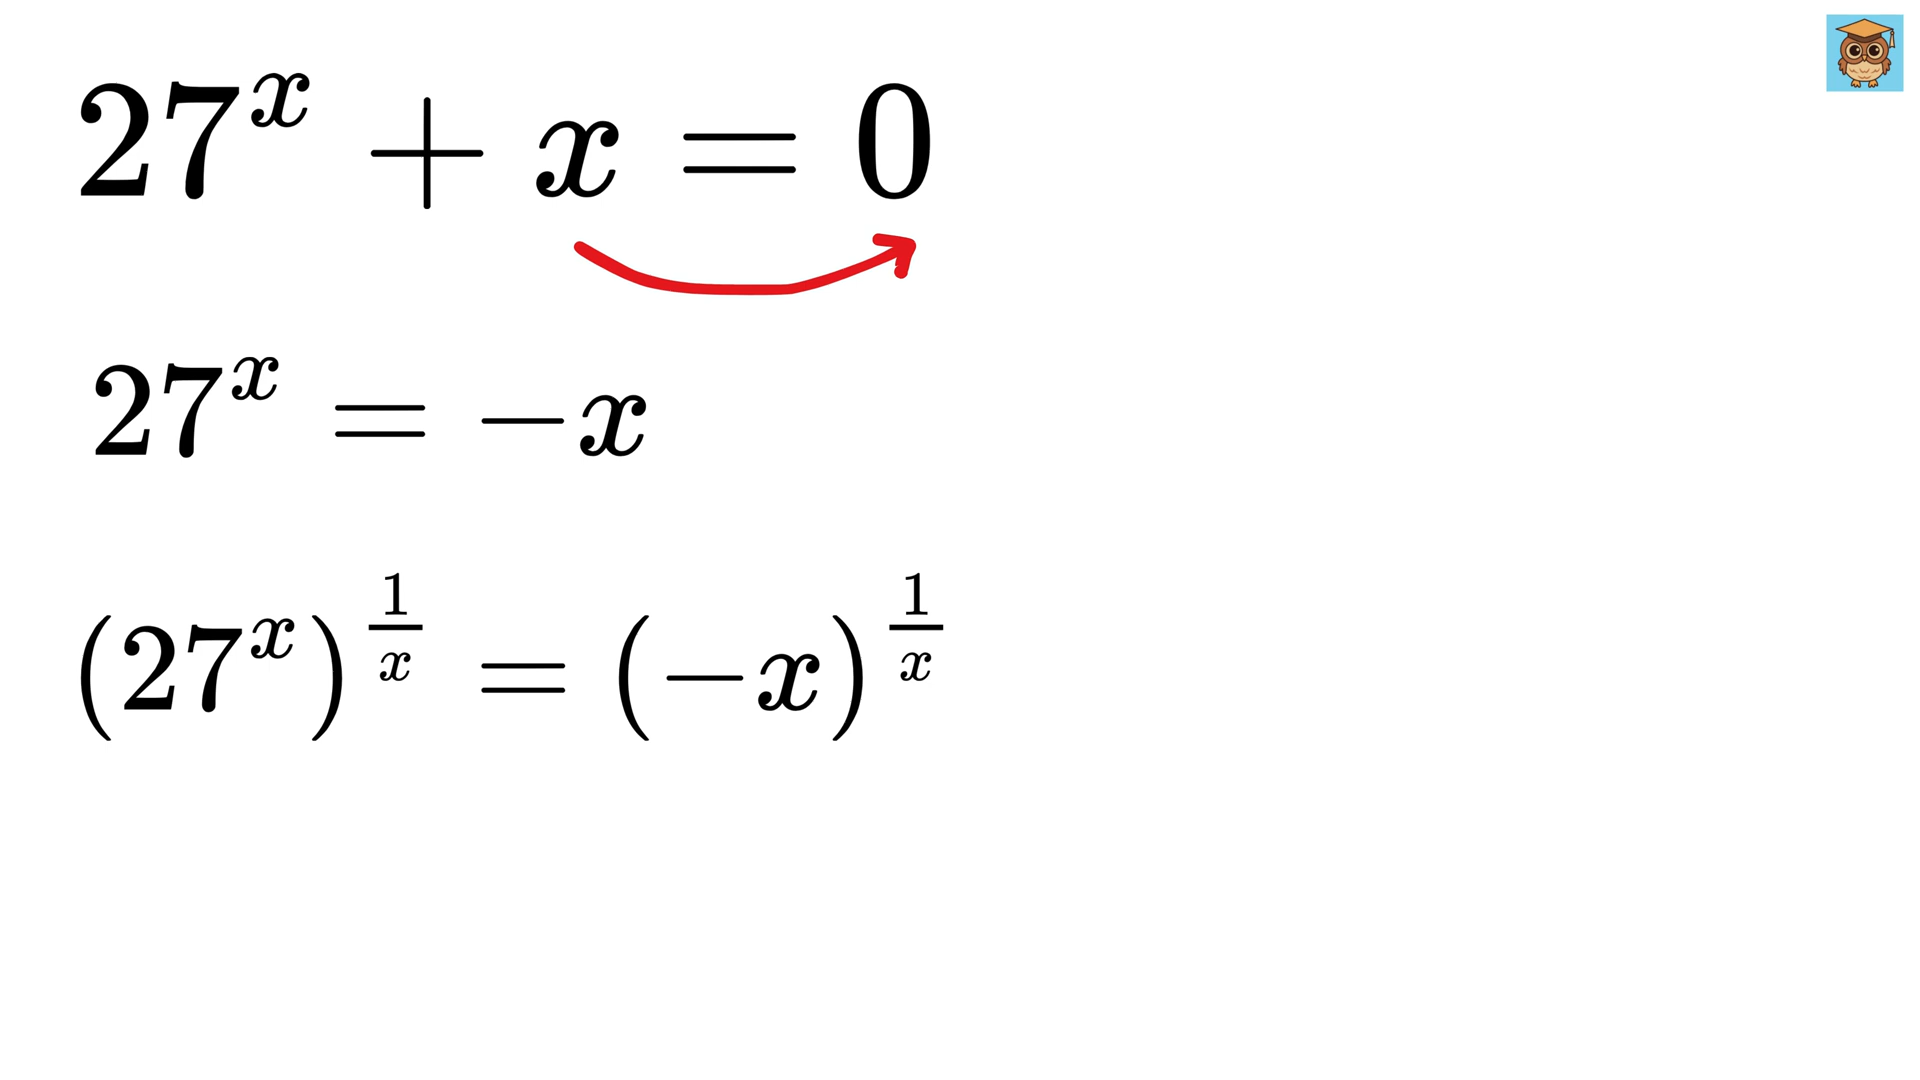 27^x + x = 0
27^x = −x
(27^x)^{1/x} = (−x)^{1/x}